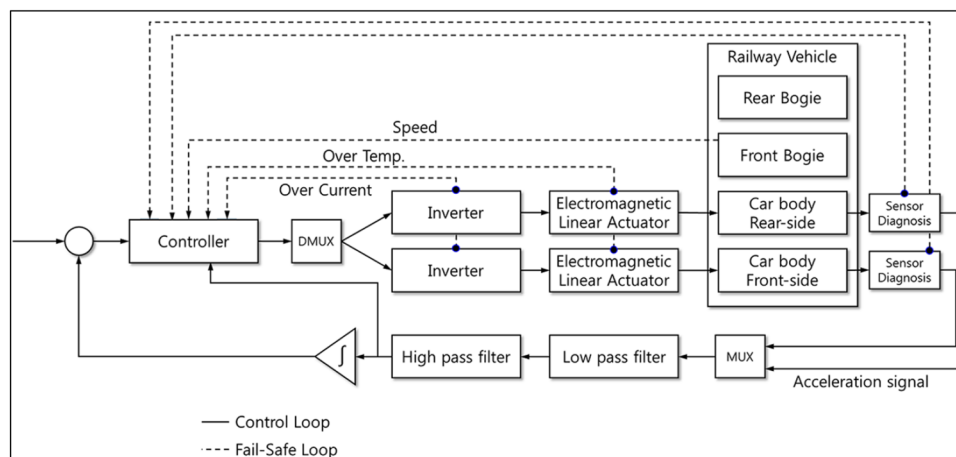 Railway Vehicle
Rear Bogie
Speed
Front Bogie
Over Temp.
Over Current
Controller
DMUX
Inverter
Electromagnetic
Linear Actuator
Car body
Rear-side
Sensor
Diagnosis
Inverter
Electromagnetic
Linear Actuator
Car body
Front-side
Sensor
Diagnosis
∫
High pass filter
Low pass filter
MUX
Acceleration signal
Control Loop
Fail-Safe Loop